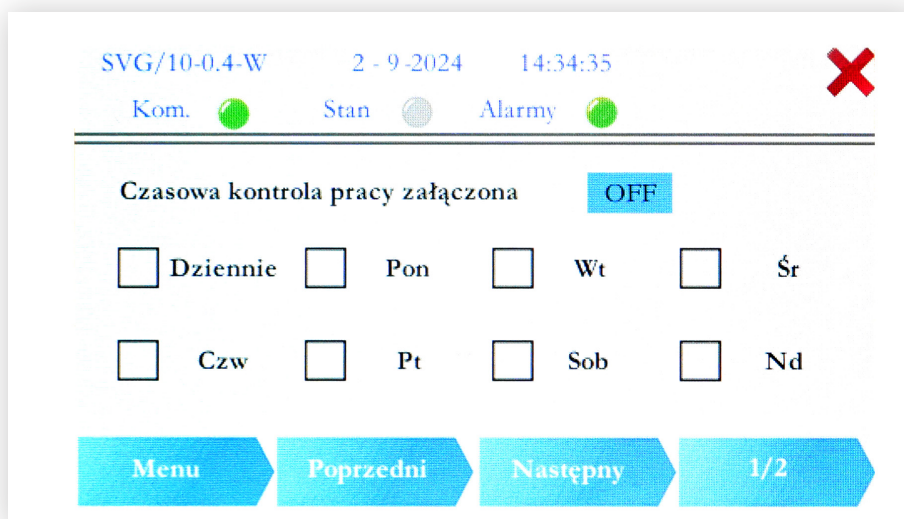 SVG/10-0.4-W 2 - 9 -2024 14:34:35
Kom. Stan Alarmy
Czasowa kontrola pracy załączona OFF
Dziennie Pon Wt Śr
Czw Pt Sob Nd
Menu Poprzedni Następny 1/2